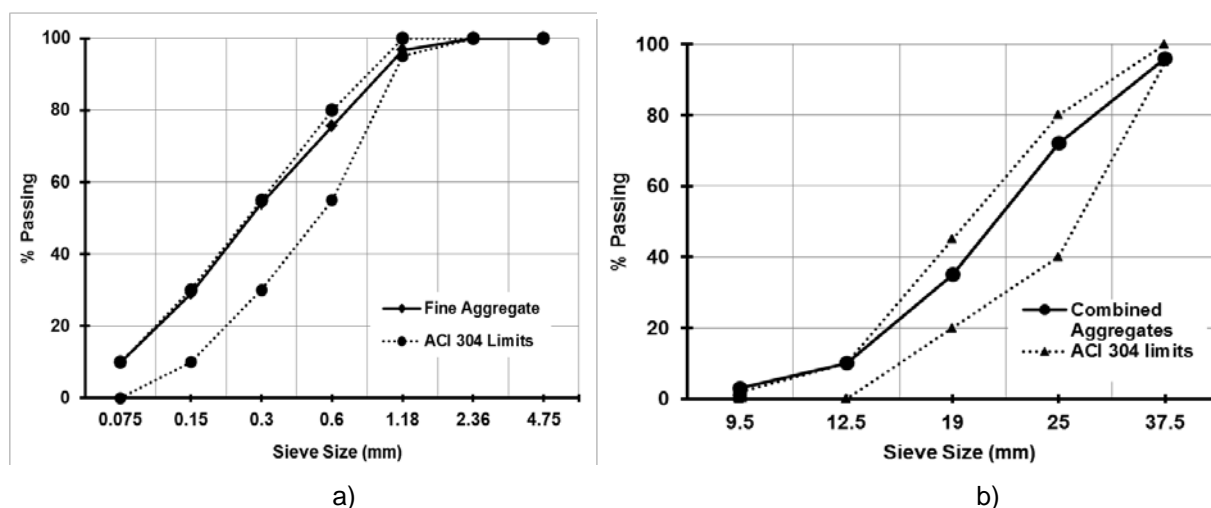 100
80
60
40
20
0
% Passing
Fine Aggregate
ACI 304 Limits
0.075 0.15 0.3 0.6 1.18 2.36 4.75
Sieve Size (mm)
a)
100
80
60
40
20
0
% Passing
Combined
Aggregates
ACI 304 limits
9.5 12.5 19 25 37.5
Sieve Size (mm)
b)